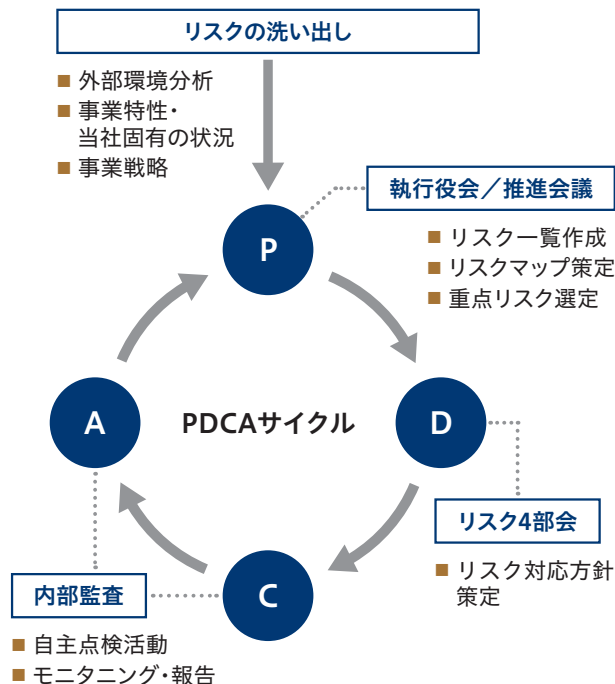 リスクの洗い出し
■ 外部環境分析
■ 事業特性・
当社固有の状況
■ 事業戦略
執行役会／推進会議
■ リスク一覧作成
■ リスクマップ策定
■ 重点リスク選定
P
A
PDCAサイクル
D
リスク4部会
■ リスク対応方針
策定
C
内部監査
■ 自主点検活動
■ モニタニング・報告